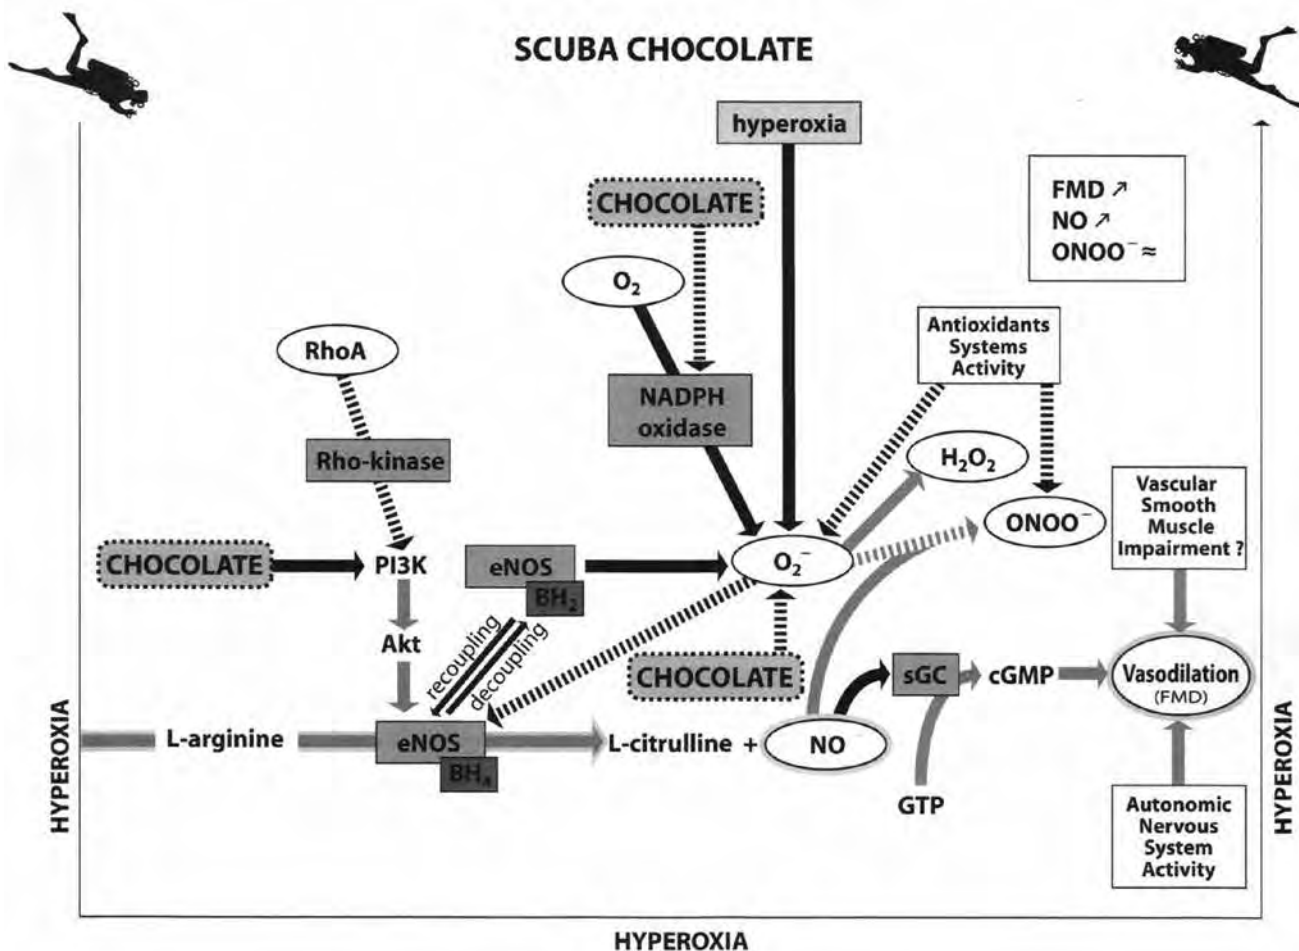 SCUBA CHOCOLATE
hyperoxia
CHOCOLATE
FMD ↗
NO ↗
ONOO⁻ ≈
O₂
Antioxidants
Systems
Activity
RhoA
NADPH
oxidase
Rho-kinase
H₂O₂
ONOO⁻
Vascular
Smooth
Muscle
Impairment ?
CHOCOLATE
PI3K
eNOS
BH₂
O₂⁻
Akt
recoupling
decoupling
CHOCOLATE
sGC
cGMP
Vasodilation
(FMD)
L-arginine
eNOS
BH₄
L-citrulline +
NO
GTP
Autonomic
Nervous
System
Activity
HYPEROXIA
HYPEROXIA
HYPEROXIA